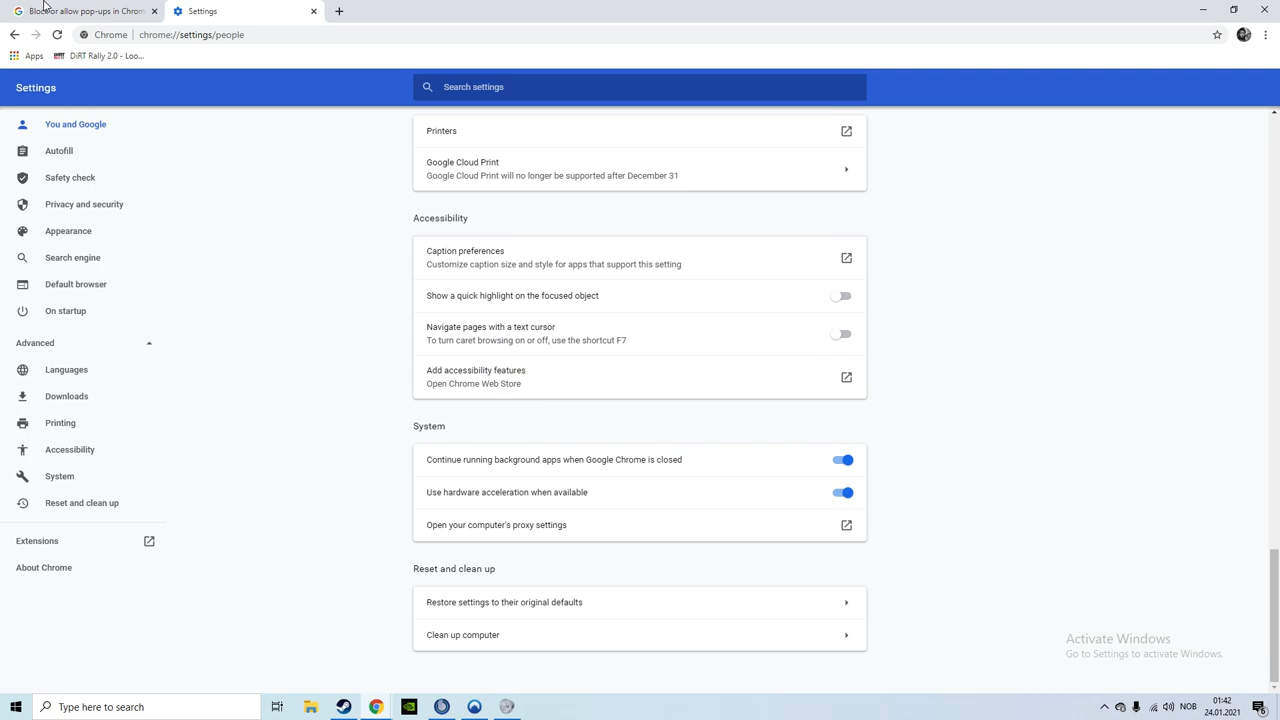 Block or allow pop-ups in Chrom
Settings
Chrome
chrome://settings/people
Apps
DiRT Rally 2.0 - Loo...
Settings
Search settings
You and Google
Autofill
Safety check
Privacy and security
Appearance
Search engine
Default browser
On startup
Advanced
Languages
Downloads
Printing
Accessibility
System
Reset and clean up
Extensions
About Chrome
Printers
Google Cloud Print
Google Cloud Print will no longer be supported after December 31
Accessibility
Caption preferences
Customize caption size and style for apps that support this setting
Show a quick highlight on the focused object
Navigate pages with a text cursor
To turn caret browsing on or off, use the shortcut F7
Add accessibility features
Open Chrome Web Store
System
Continue running background apps when Google Chrome is closed
Use hardware acceleration when available
Open your computer's proxy settings
Reset and clean up
Restore settings to their original defaults
Clean up computer
Activate Windows
Go to Settings to activate Windows.
Type here to search
NOB
01:42
24.01.2021
6